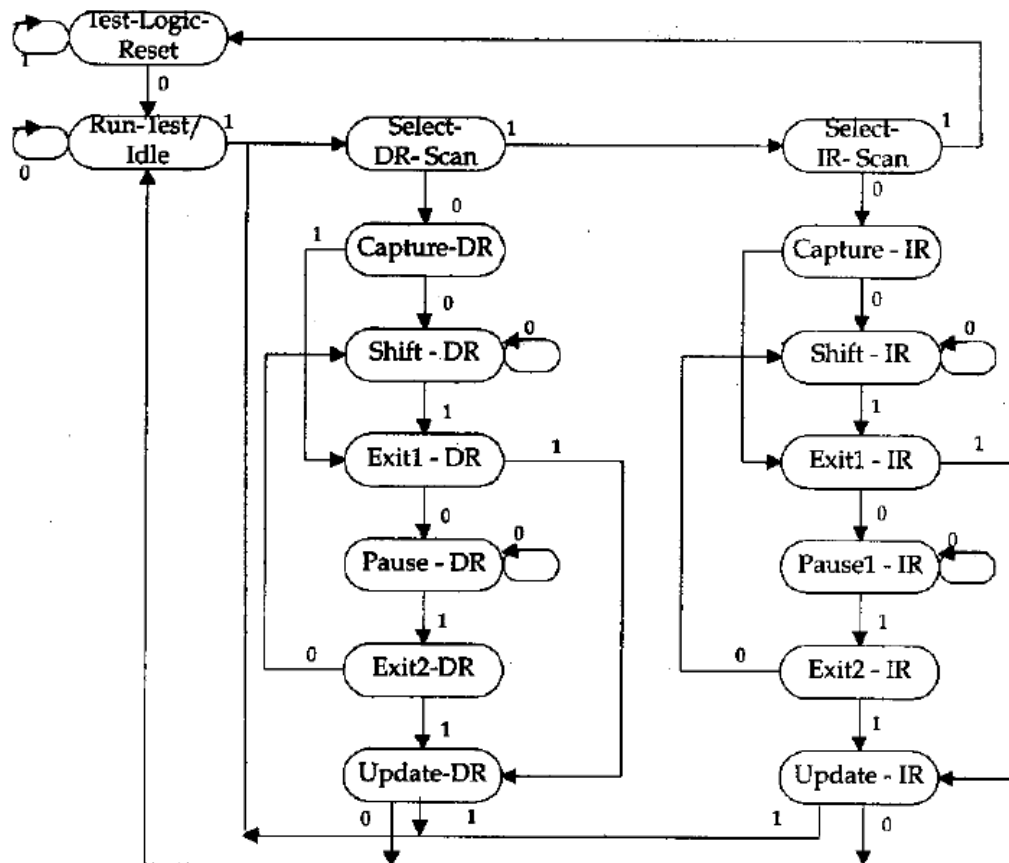 Test-Logic-
Reset
1
0
Run-Test/
Idle
1
0
Select-
DR- Scan
1
Select-
IR- Scan
1
0
0
1
Capture-DR
Capture - IR
0
0
Shift - DR
0
Shift - IR
0
1
1
Exit1 - DR
1
Exit1 - IR
1
0
0
Pause - DR
0
Pause1 - IR
0
1
1
0
Exit2-DR
0
Exit2 - IR
1
1
Update-DR
Update - IR
0
1
1
0